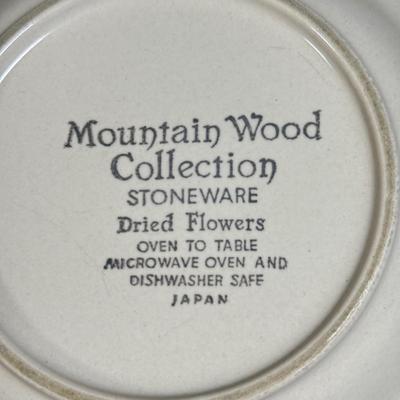 Mountain Wood
Collection
STONEWARE
Dried Flowers
OVEN TO TABLE
MICROWAVE OVEN AND
DISHWASHER SAFE
JAPAN